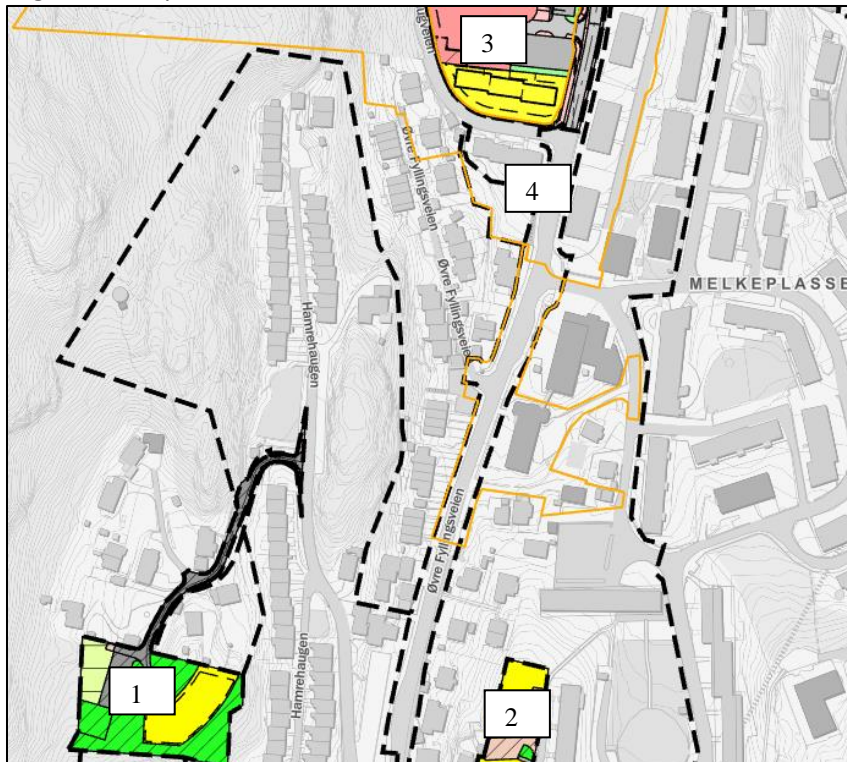 3
Øvre Fyllingsveien
4
MELKEPLASSE
Øvre Fyllingsveien
Hamrehaugen
Øvre Fyllingsveien
Hamrehaugen
1
2